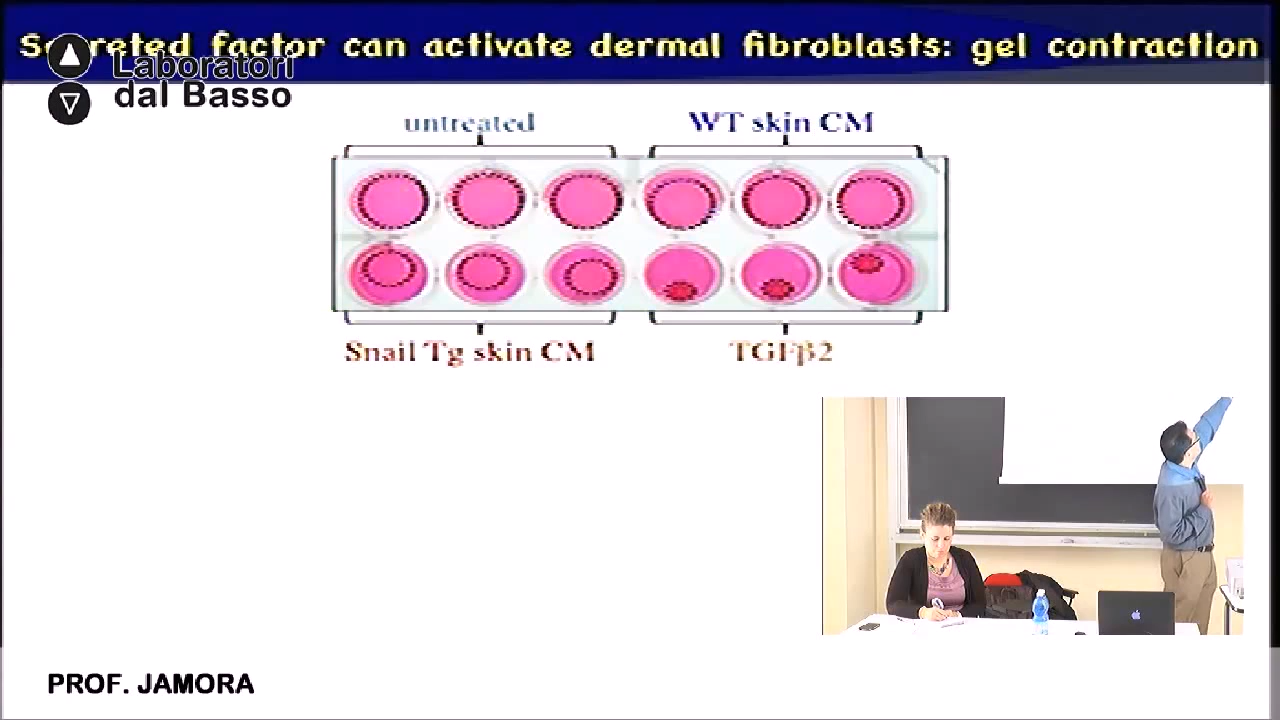 Secreted factor can activate dermal fibroblasts: gel contraction
Laboratori
dal Basso
untreated
WT skin CM
Snail Tg skin CM
TGFβ2
PROF. JAMORA